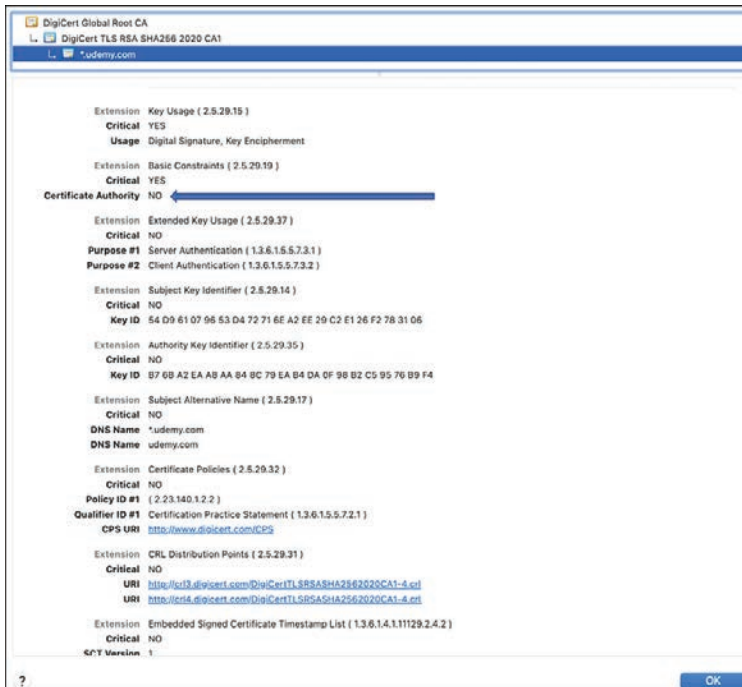 DigiCert Global Root CA
DigiCert TLS RSA SHA256 2020 CA1
*.udemy.com
Extension Key Usage ( 2.5.29.15 )
Critical YES
Usage Digital Signature, Key Encipherment
Extension Basic Constraints ( 2.5.29.19 )
Critical YES
Certificate Authority NO
Extension Extended Key Usage ( 2.5.29.37 )
Critical NO
Purpose #1 Server Authentication ( 1.3.6.1.5.5.7.3.1 )
Purpose #2 Client Authentication ( 1.3.6.1.5.5.7.3.2 )
Extension Subject Key Identifier ( 2.5.29.14 )
Critical NO
Key ID 54 D9 61 07 96 53 D4 72 71 6E A2 EE 29 C2 E1 26 F2 78 31 06
Extension Authority Key Identifier ( 2.5.29.35 )
Critical NO
Key ID B7 6B A2 EA A8 AA 84 8C 79 EA B4 DA 0F 98 B2 C5 95 76 B9 F4
Extension Subject Alternative Name ( 2.5.29.17 )
Critical NO
DNS Name *.udemy.com
DNS Name udemy.com
Extension Certificate Policies ( 2.5.29.32 )
Critical NO
Policy ID #1 ( 2.23.140.1.2.2 )
Qualifier ID #1 Certification Practice Statement ( 1.3.6.1.5.5.7.2.1 )
CPS URI http://www.digicert.com/CPS
Extension CRL Distribution Points ( 2.5.29.31 )
Critical NO
URI http://crl3.digicert.com/DigiCertTLSRSASHA2562020CA1-4.crl
URI http://crl4.digicert.com/DigiCertTLSRSASHA2562020CA1-4.crl
Extension Embedded Signed Certificate Timestamp List ( 1.3.6.1.4.1.11129.2.4.2 )
Critical NO
SCT Version 1
?
OK